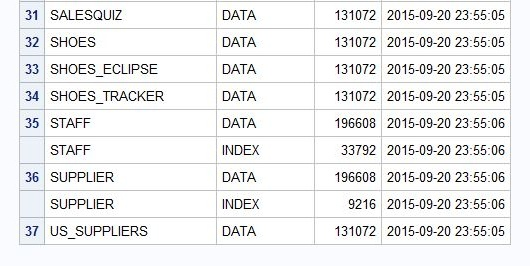 31 SALESQUIZ DATA 131072 2015-09-20 23:55:05
32 SHOES DATA 131072 2015-09-20 23:55:05
33 SHOES_ECLIPSE DATA 131072 2015-09-20 23:55:05
34 SHOES_TRACKER DATA 131072 2015-09-20 23:55:05
35 STAFF DATA 196608 2015-09-20 23:55:06
STAFF INDEX 33792 2015-09-20 23:55:06
36 SUPPLIER DATA 196608 2015-09-20 23:55:06
SUPPLIER INDEX 9216 2015-09-20 23:55:06
37 US_SUPPLIERS DATA 131072 2015-09-20 23:55:06